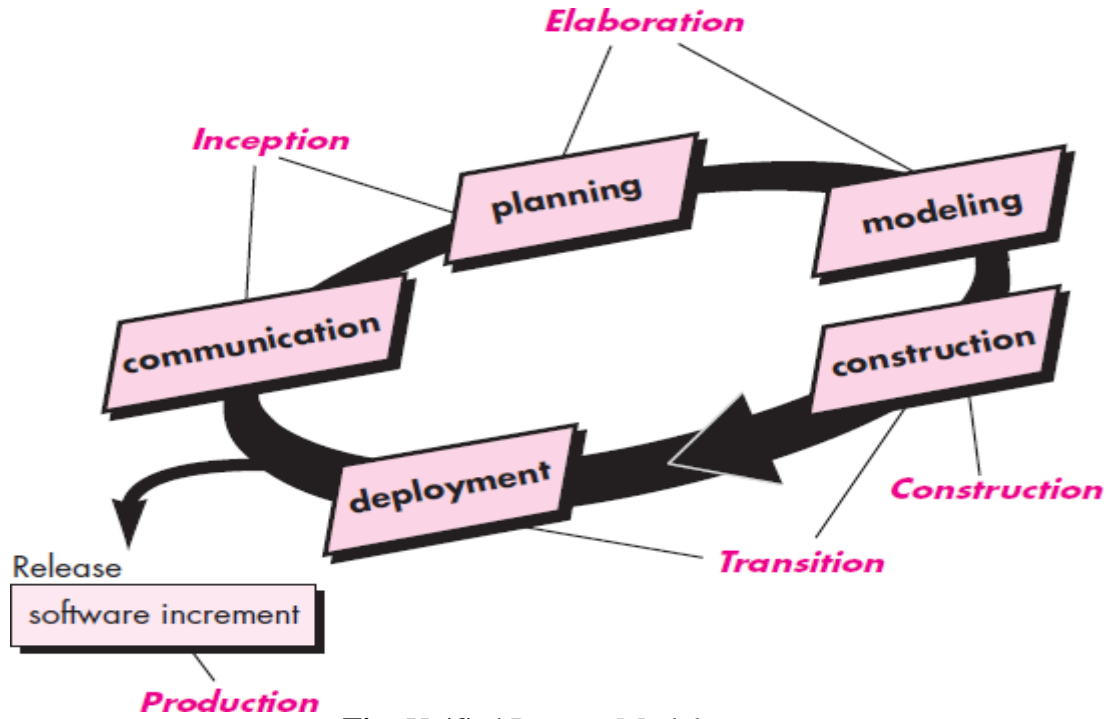 Elaboration
Inception
planning
modeling
communication
construction
deployment
Construction
Transition
Release
software increment
Production